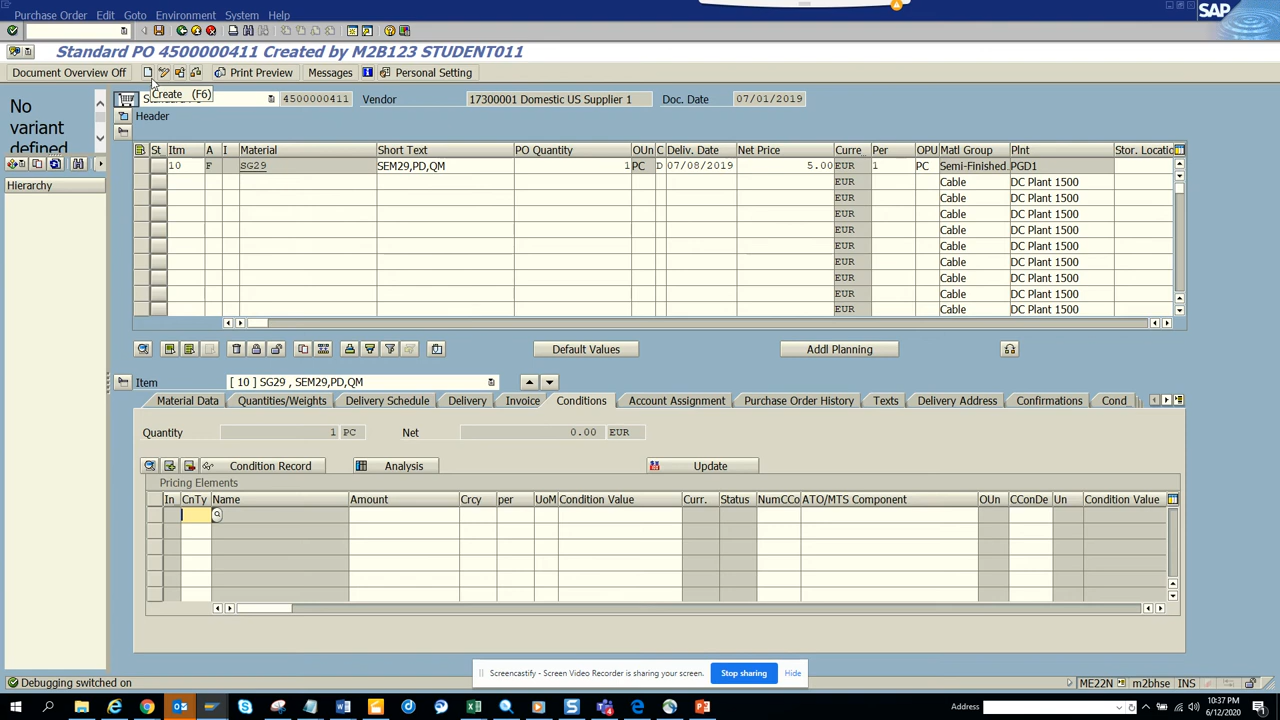 Purchase Order Edit Goto Environment System Help
SAP
Standard PO 4500000411 Created by M2B123 STUDENT011
Document Overview Off Print Preview Messages Personal Setting
Create (F6)
4500000411 Vendor 17300001 Domestic US Supplier 1 Doc. Date 07/01/2019
No variant defined
Header
Hierarchy
St Itm A I Material Short Text PO Quantity OUn C Deliv. Date Net Price Curre... Per OPU Matl Group Plnt Stor. Locatio
10 F SG29 SEM29,PD,QM 1 PC D 07/08/2019 5.00 EUR 1 PC Semi-Finished... PGD1
EUR Cable DC Plant 1500
EUR Cable DC Plant 1500
EUR Cable DC Plant 1500
EUR Cable DC Plant 1500
EUR Cable DC Plant 1500
EUR Cable DC Plant 1500
EUR Cable DC Plant 1500
EUR Cable DC Plant 1500
EUR Cable DC Plant 1500
Default Values Addl Planning
Item [ 10 ] SG29 , SEM29,PD,QM
Material Data Quantities/Weights Delivery Schedule Delivery Invoice Conditions Account Assignment Purchase Order History Texts Delivery Address Confirmations Cond
Quantity 1 PC Net 0.00 EUR
Condition Record Analysis Update
Pricing Elements
In CnTy Name Amount Crcy per UoM Condition Value Curr. Status NumCCo ATO/MTS Component OUn CConDe Un Condition Value
Screencastify - Screen Video Recorder is sharing your screen. Stop sharing Hide
Debugging switched on ME22N m2bhse INS
Address 10:37 PM
6/12/2020